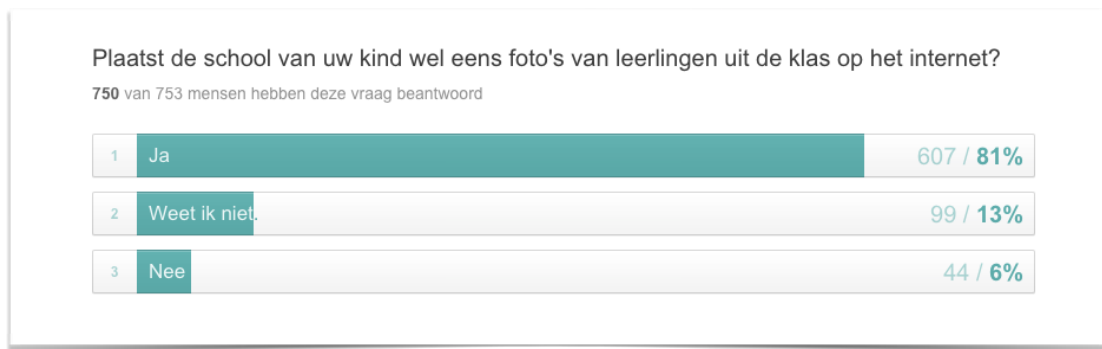 Plaatst de school van uw kind wel eens foto's van leerlingen uit de klas op het internet?
750 van 753 mensen hebben deze vraag beantwoord
1 Ja 607 / 81%
2 Weet ik niet. 99 / 13%
3 Nee 44 / 6%